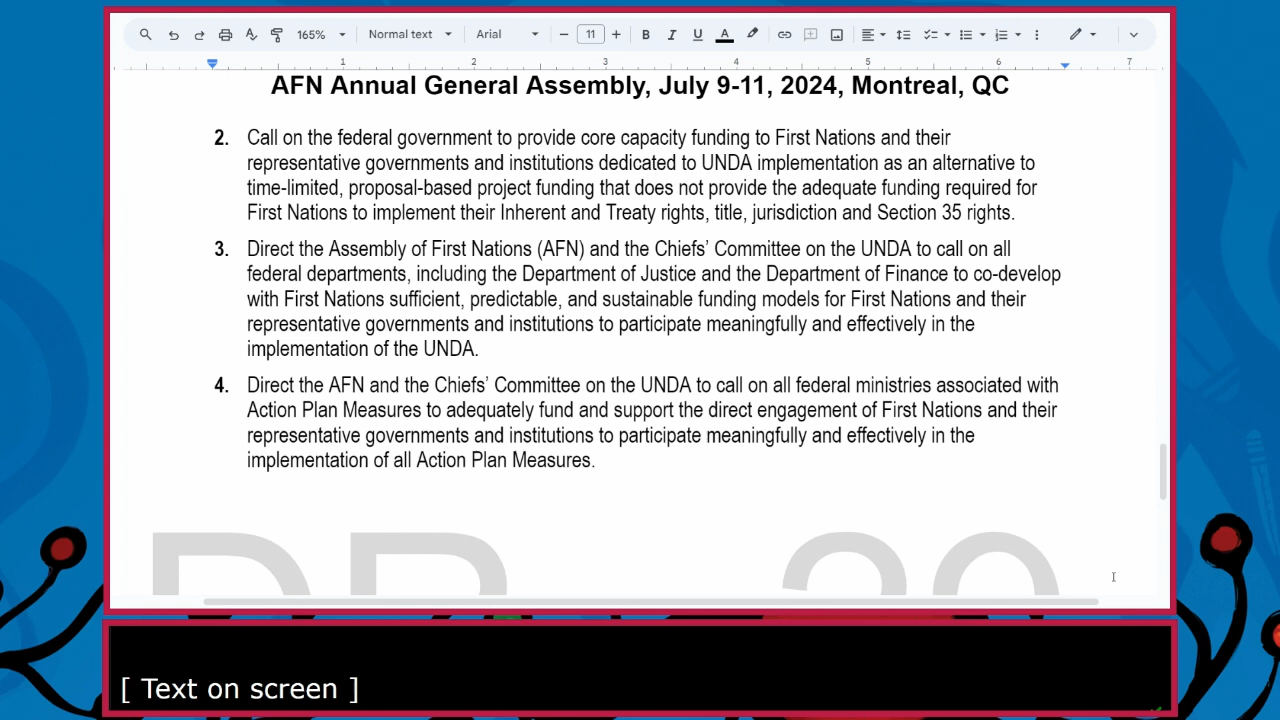 165%
Normal text
Arial
11
B
I
U
A
1
2
3
4
5
6
7
AFN Annual General Assembly, July 9-11, 2024, Montreal, QC
2. Call on the federal government to provide core capacity funding to First Nations and their
representative governments and institutions dedicated to UNDA implementation as an alternative to
time-limited, proposal-based project funding that does not provide the adequate funding required for
First Nations to implement their Inherent and Treaty rights, title, jurisdiction and Section 35 rights.
3. Direct the Assembly of First Nations (AFN) and the Chiefs’ Committee on the UNDA to call on all
federal departments, including the Department of Justice and the Department of Finance to co-develop
with First Nations sufficient, predictable, and sustainable funding models for First Nations and their
representative governments and institutions to participate meaningfully and effectively in the
implementation of the UNDA.
4. Direct the AFN and the Chiefs’ Committee on the UNDA to call on all federal ministries associated with
Action Plan Measures to adequately fund and support the direct engagement of First Nations and their
representative governments and institutions to participate meaningfully and effectively in the
implementation of all Action Plan Measures.
[ Text on screen ]